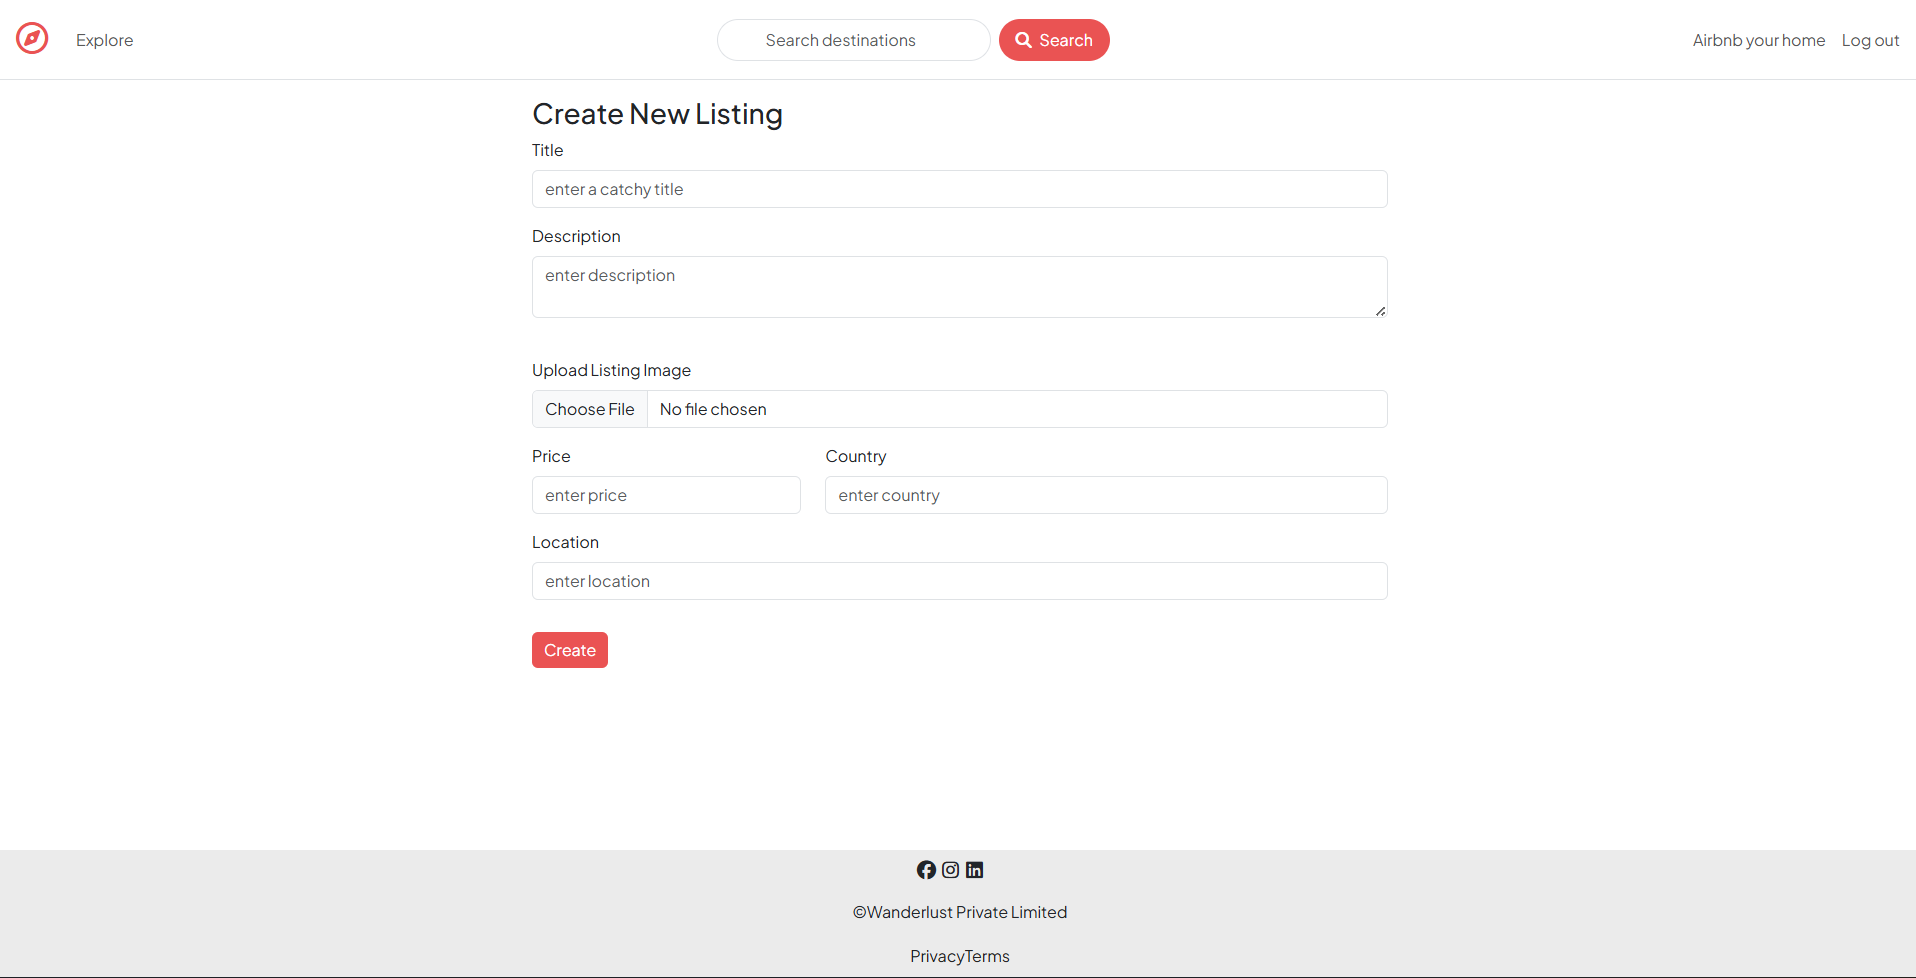 Explore
Search destinations
Search
Airbnb your home
Log out
Create New Listing
Title
enter a catchy title
Description
enter description
Upload Listing Image
Choose File No file chosen
Price Country
enter price enter country
Location
enter location
Create
©Wanderlust Private Limited
PrivacyTerms